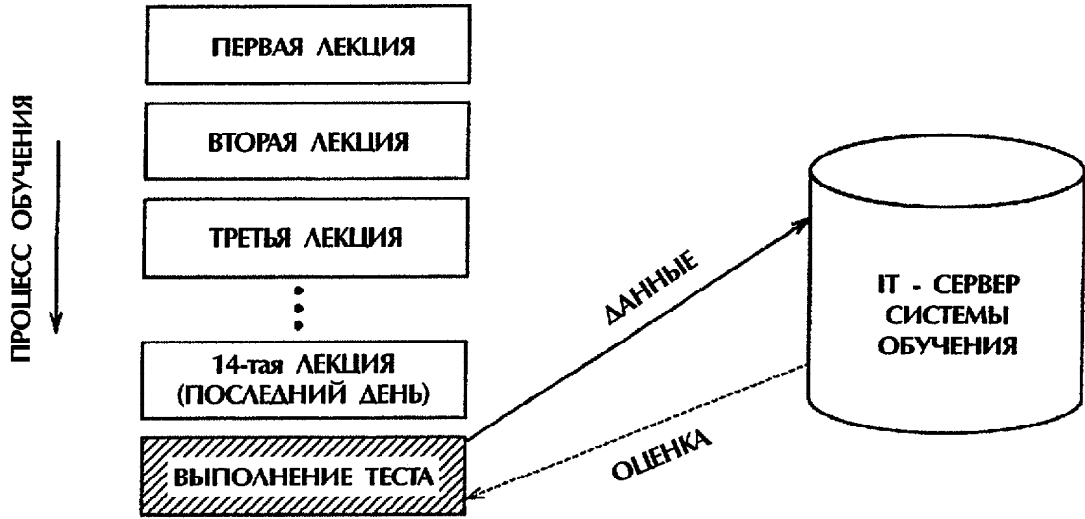 ПРОЦЕСС ОБУЧЕНИЯ
ПЕРВАЯ ЛЕКЦИЯ
ВТОРАЯ ЛЕКЦИЯ
ТРЕТЬЯ ЛЕКЦИЯ
14-тая ЛЕКЦИЯ
(ПОСЛЕДНИЙ ДЕНЬ)
ВЫПОЛНЕНИЕ ТЕСТА
ДАННЫЕ
ОЦЕНКА
IT - СЕРВЕР
СИСТЕМЫ
ОБУЧЕНИЯ